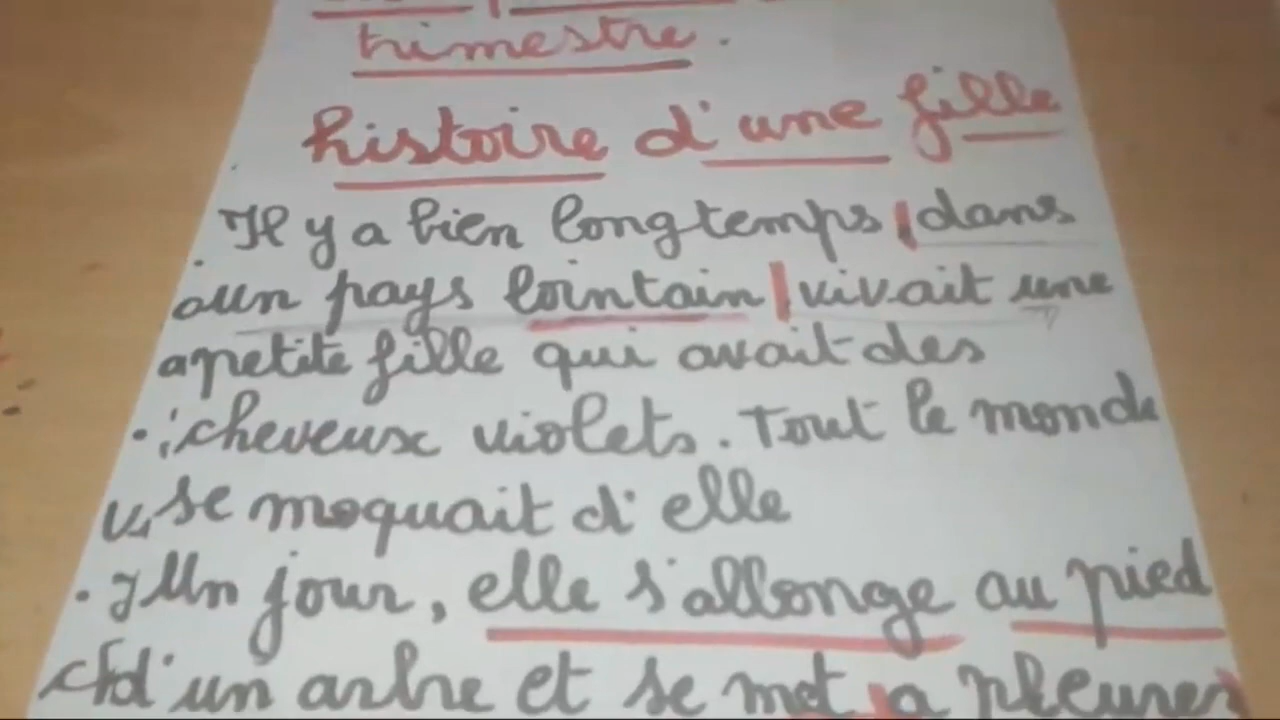 trimestre.
histoire d'une fille
Il y a bien longtemps dans
un pays lointain vivait une
petite fille qui avait des
cheveux violets. Tout le monde
se moquait d'elle
Un jour, elle s'allonge au pied
d'un arbre et se met a pleurer